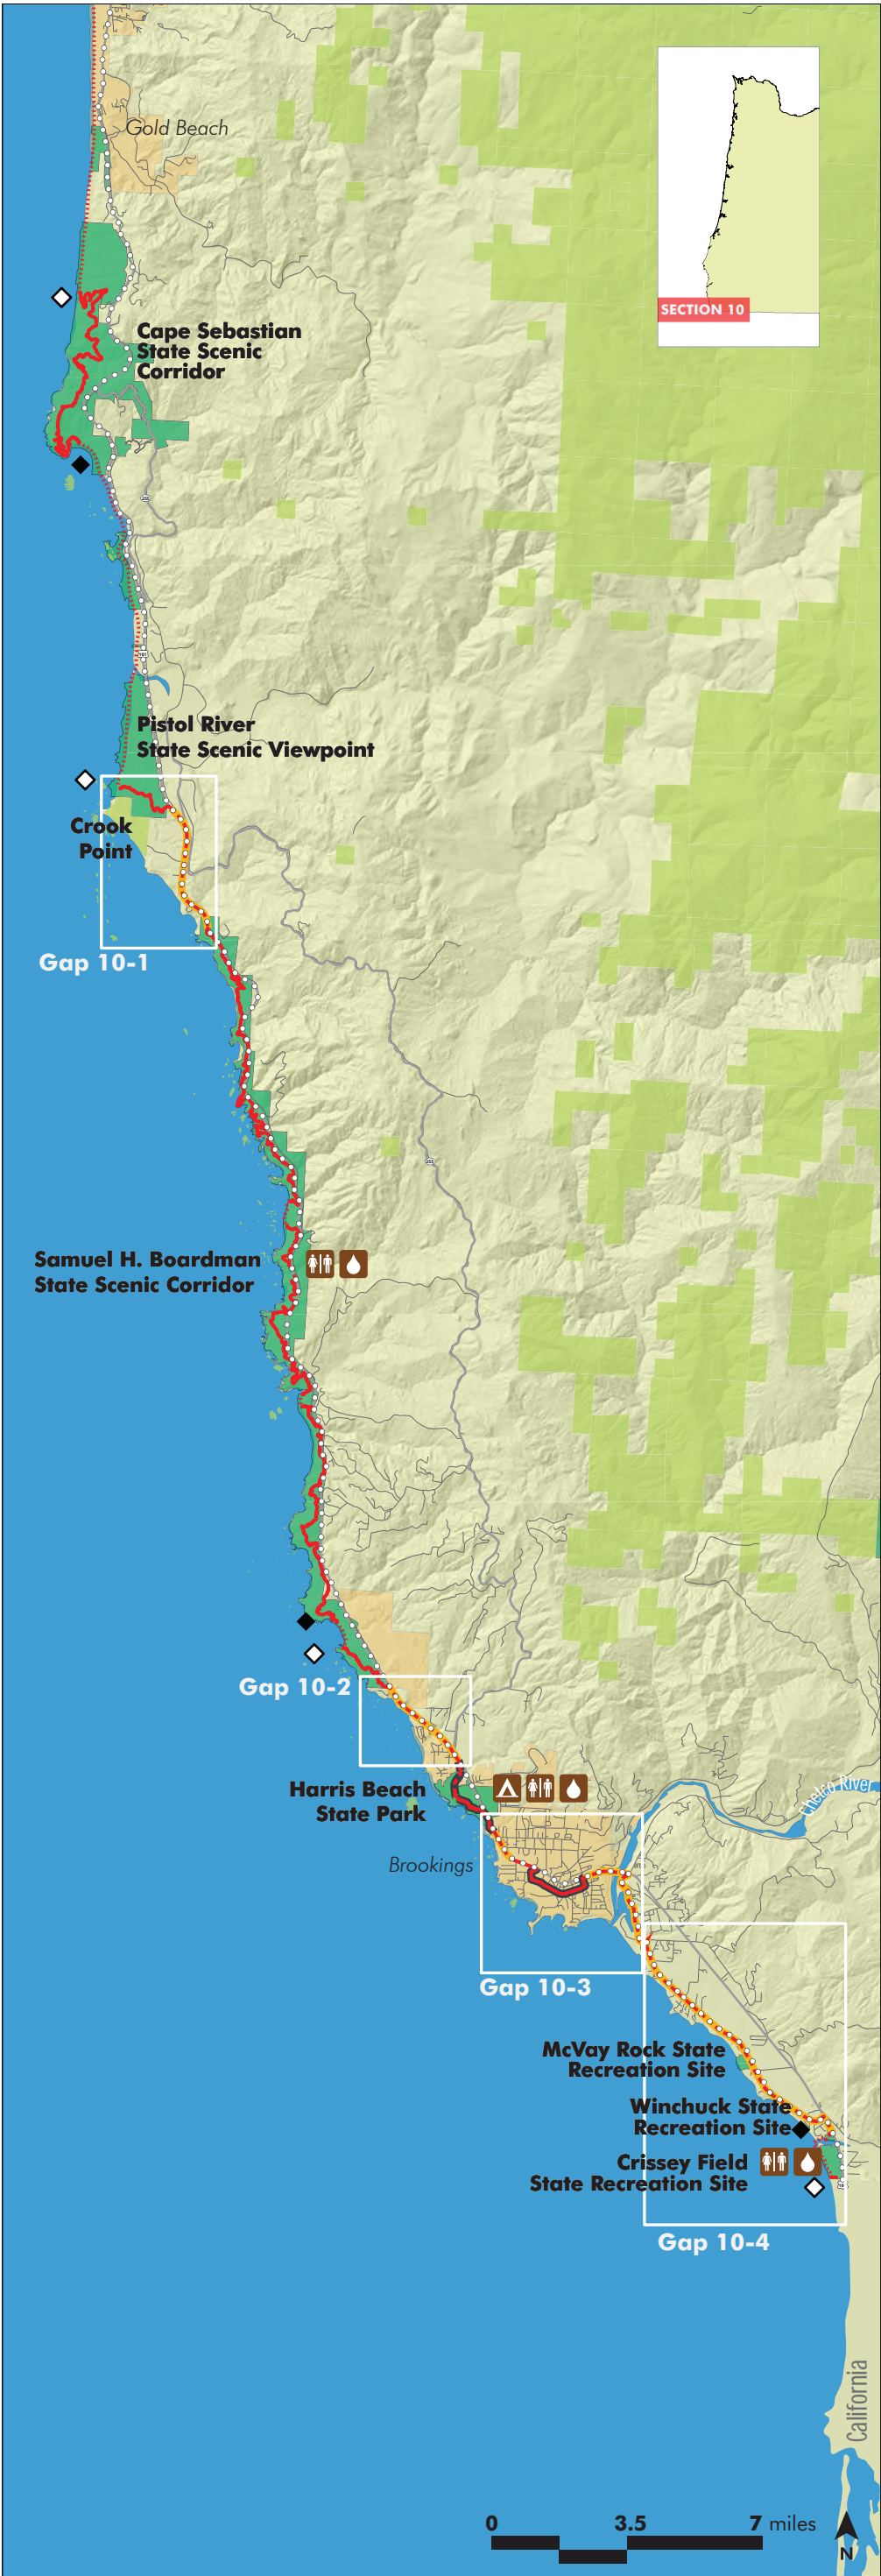 Gold Beach
SECTION 10
Cape Sebastian
State Scenic
Corridor
Pistol River
State Scenic Viewpoint
Crook
Point
Gap 10-1
Samuel H. Boardman
State Scenic Corridor
Gap 10-2
Harris Beach
State Park
Chetco River
Brookings
Gap 10-3
McVay Rock State
Recreation Site
Winchuck State
Recreation Site
Crissey Field
State Recreation Site
Gap 10-4
California
0 3.5 7 miles
N